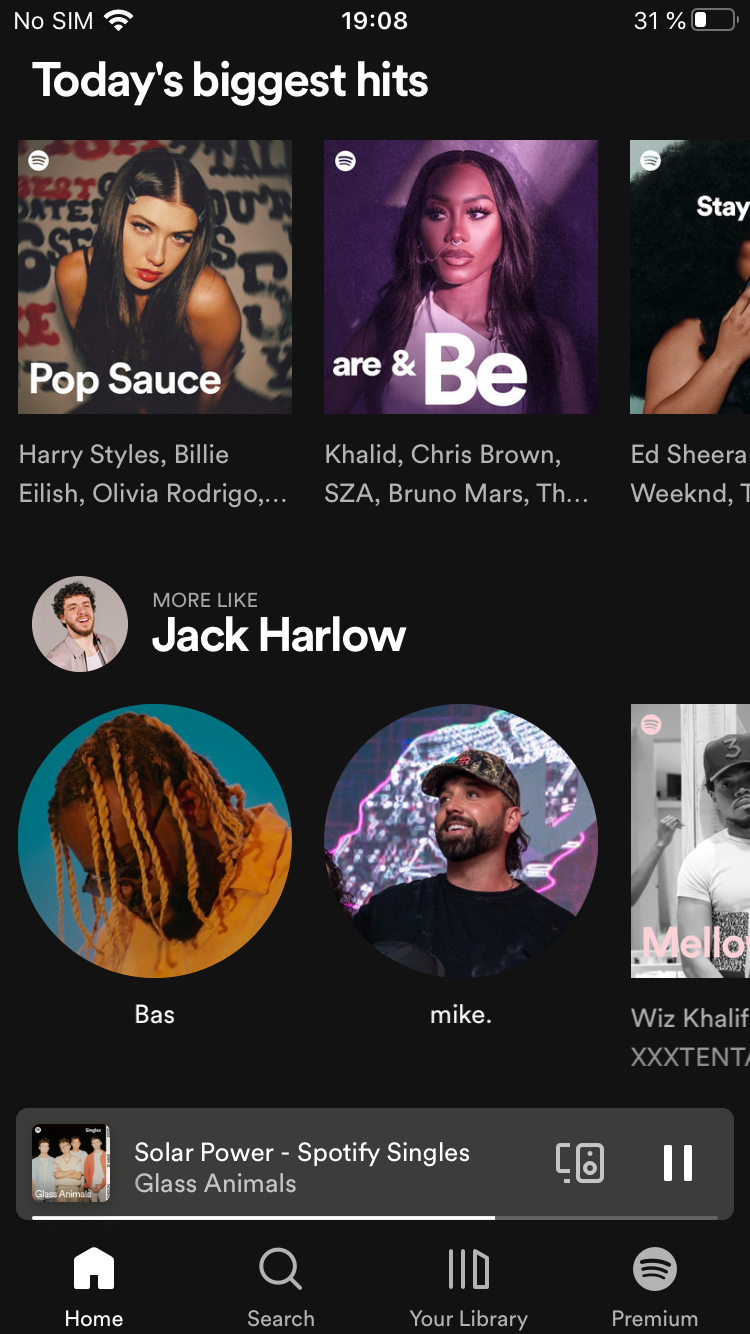 No SIM 19:08 31 %
Today's biggest hits
Pop Sauce
are & Be
Stay
Harry Styles, Billie
Eilish, Olivia Rodrigo,...
Khalid, Chris Brown,
SZA, Bruno Mars, Th...
Ed Sheera
Weeknd, T
MORE LIKE
Jack Harlow
3
Mello
Bas
mike.
Wiz Khalif
XXXTENTA
Singles
Glass Animals
Solar Power - Spotify Singles
Glass Animals
Home Search Your Library Premium